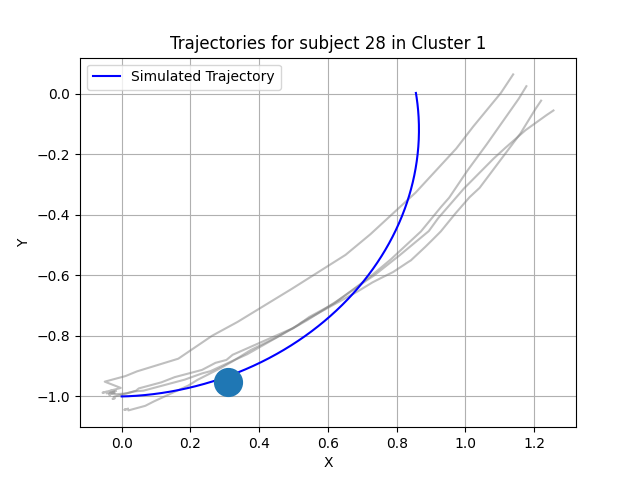 Trajectories for subject 28 in Cluster 1
Simulated Trajectory
0.0
−0.2
−0.4
−0.6
−0.8
−1.0
Y
0.0 0.2 0.4 0.6 0.8 1.0 1.2
X